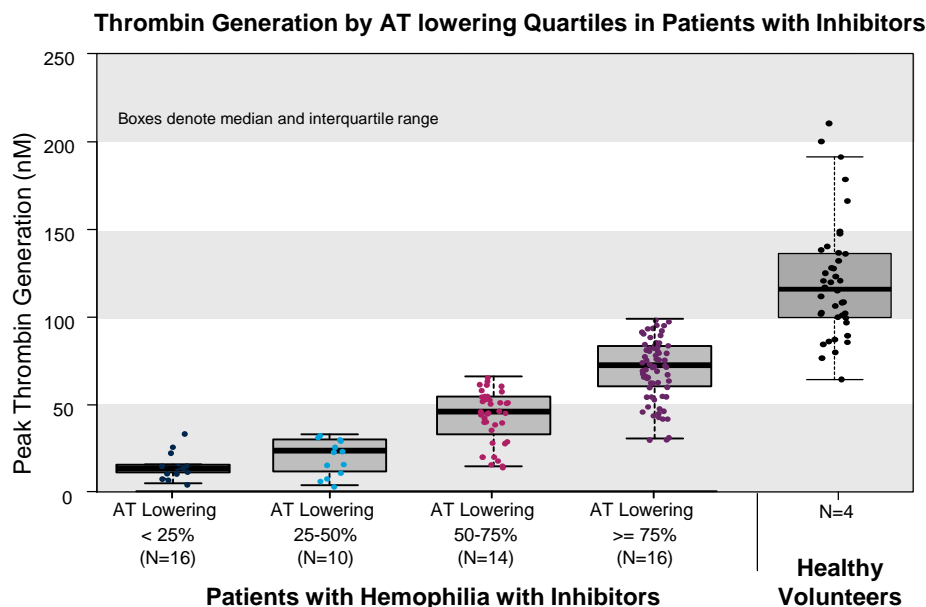 Thrombin Generation by AT lowering Quartiles in Patients with Inhibitors
Peak Thrombin Generation (nM)
250
200
150
100
50
0
Boxes denote median and interquartile range
AT Lowering
< 25%
(N=16)
AT Lowering
25-50%
(N=10)
AT Lowering
50-75%
(N=14)
AT Lowering
>= 75%
(N=16)
N=4
Patients with Hemophilia with Inhibitors
Healthy
Volunteers